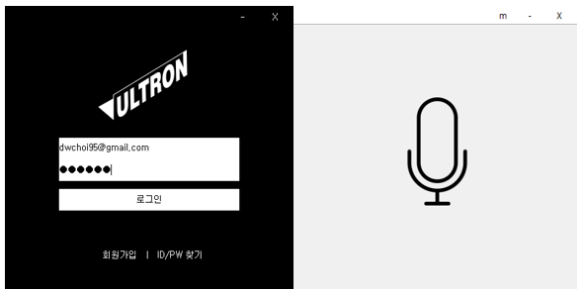 - X
ULTRON
dwchoi95@gmail.com
●●●●●●
로그인
회원가입 | ID/PW 찾기
m - X